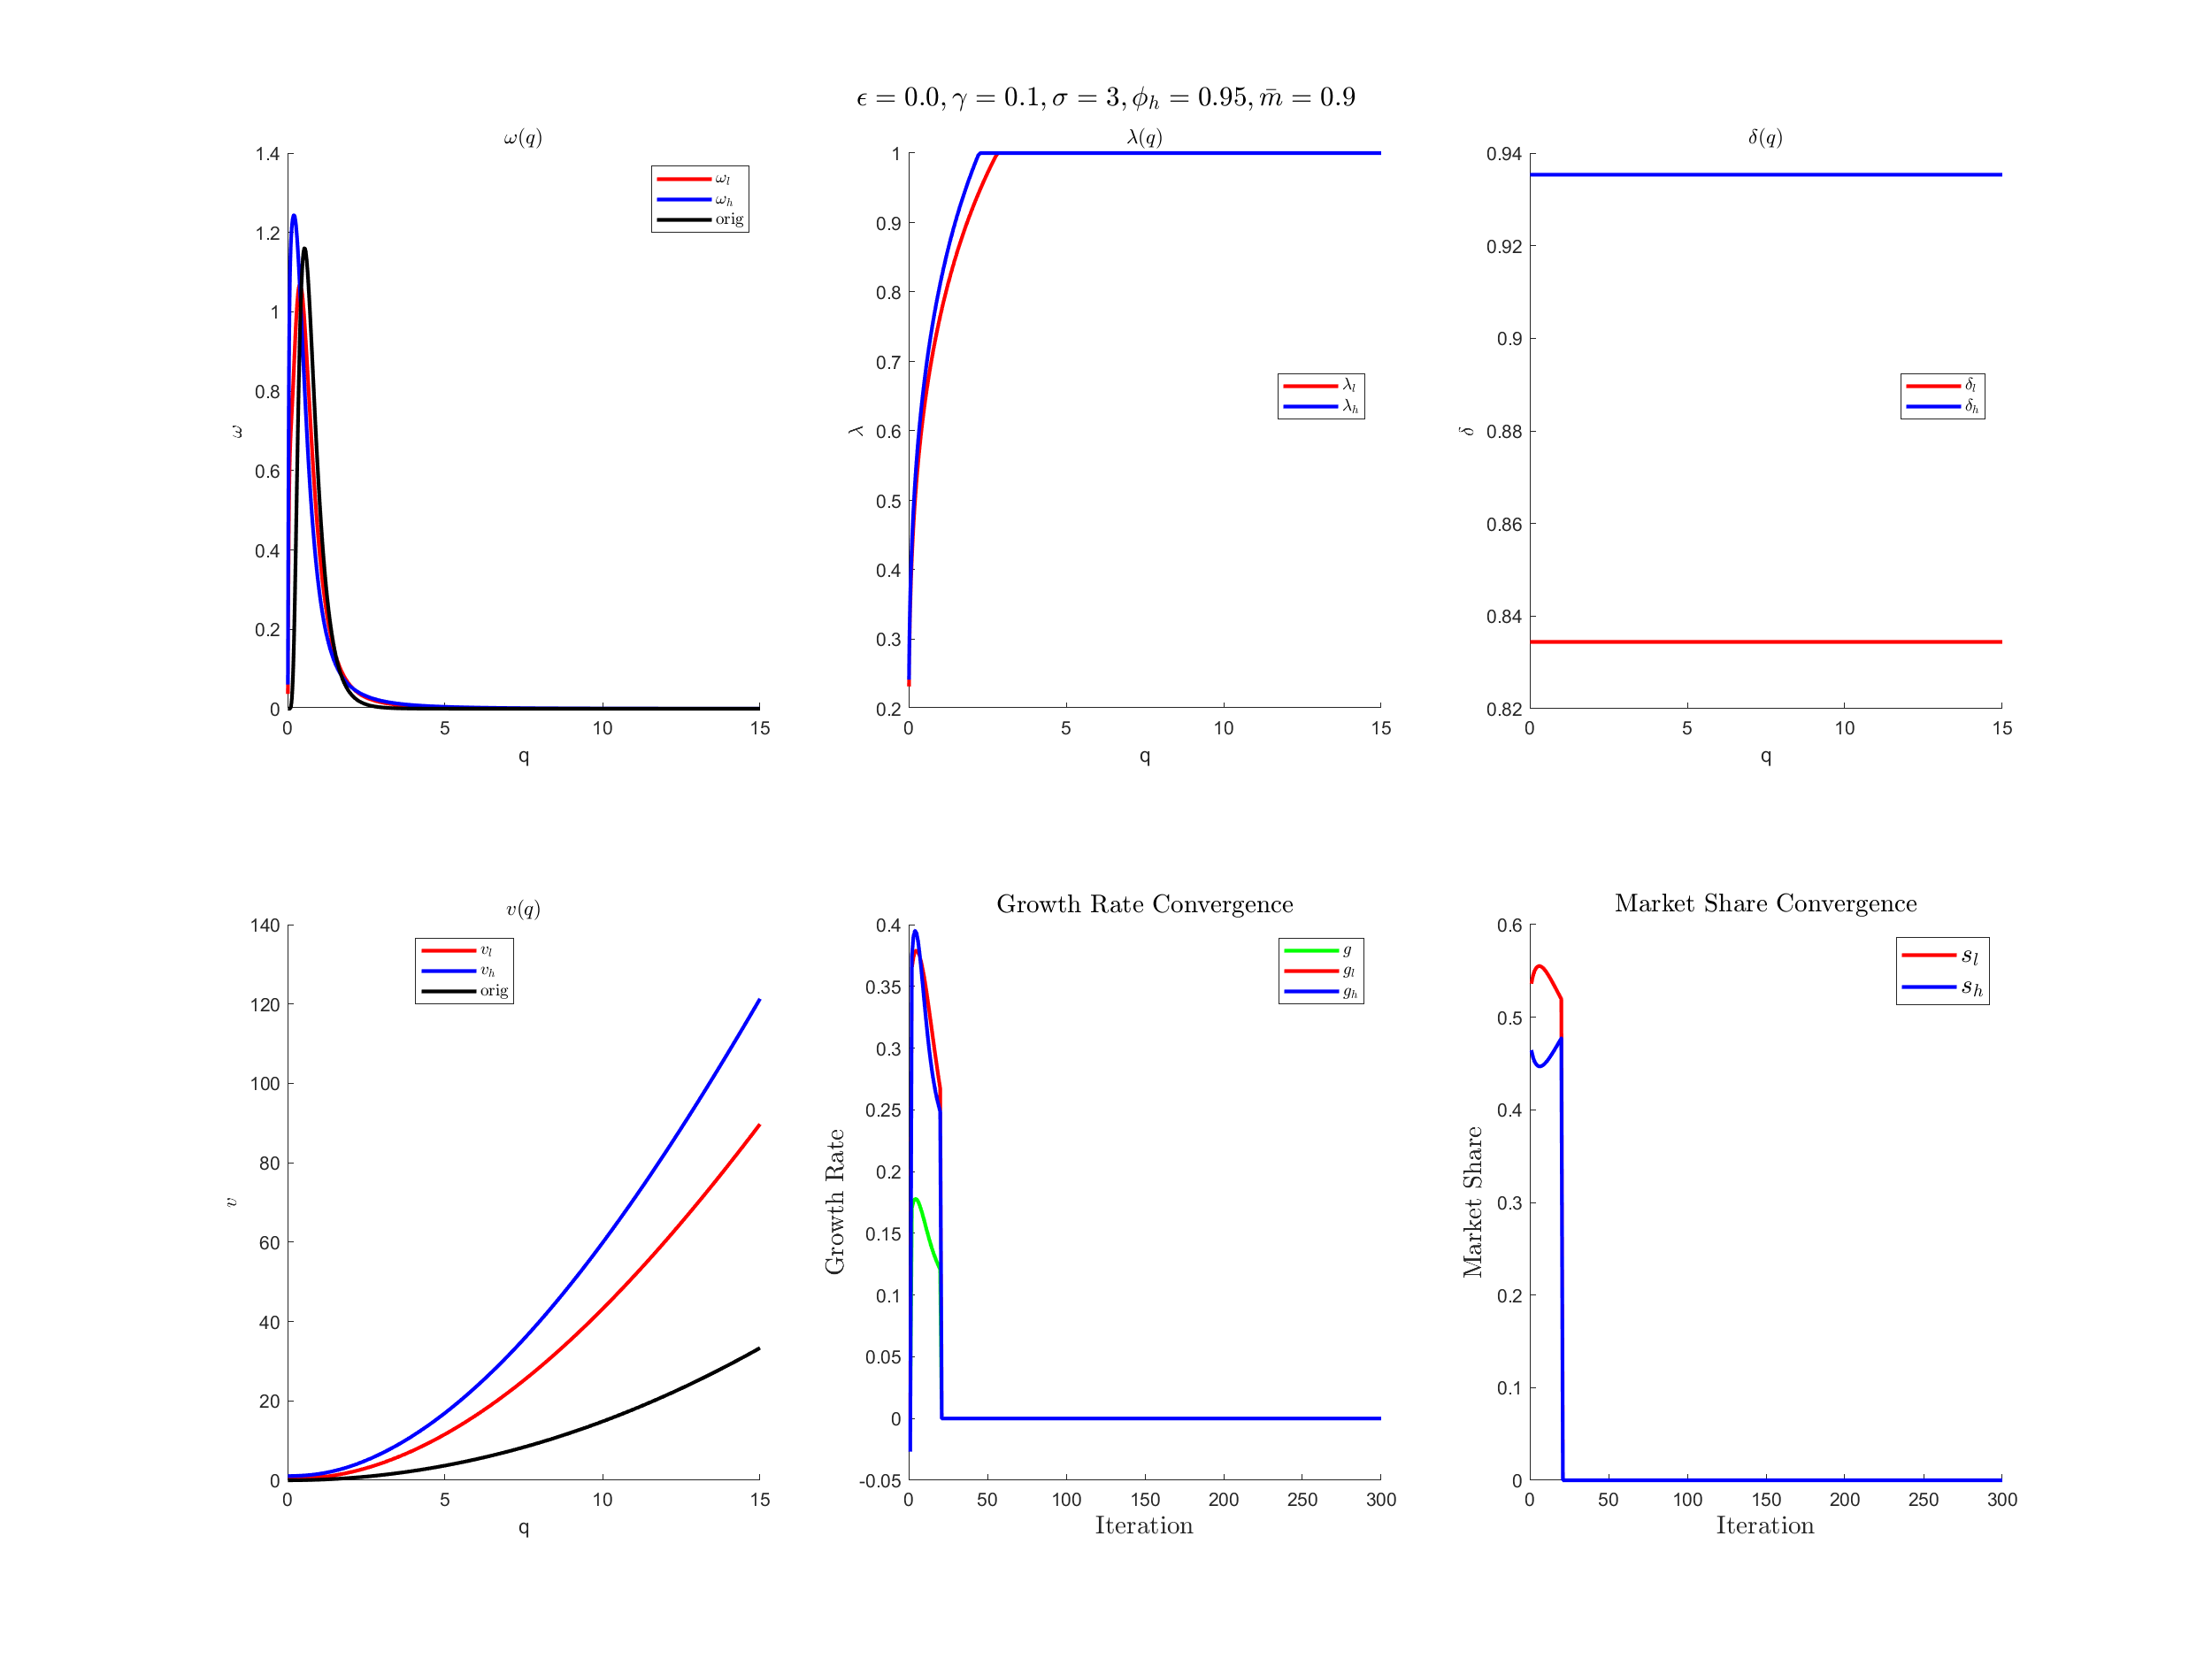 ϵ = 0.0, γ = 0.1, σ = 3, ϕ_h = 0.95, m̄ = 0.9
ω(q)
1.4
1.2
1
0.8
0.6
0.4
0.2
0
ω
0 5 10 15
q
ω_l
ω_h
orig
λ(q)
1
0.9
0.8
0.7
0.6
0.5
0.4
0.3
0.2
λ
0 5 10 15
q
λ_l
λ_h
δ(q)
0.94
0.92
0.9
0.88
0.86
0.84
0.82
δ
0 5 10 15
q
δ_l
δ_h
v(q)
140
120
100
80
60
40
20
0
v
0 5 10 15
q
v_l
v_h
orig
Growth Rate Convergence
0.4
0.35
0.3
0.25
0.2
0.15
0.1
0.05
0
-0.05
Growth Rate
0 50 100 150 200 250 300
Iteration
g
g_l
g_h
Market Share Convergence
0.6
0.5
0.4
0.3
0.2
0.1
0
Market Share
0 50 100 150 200 250 300
Iteration
s_l
s_h